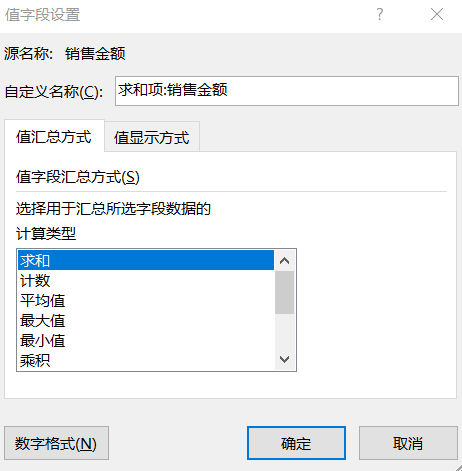 值字段设置
?
源名称: 销售金额
自定义名称(C): 求和项:销售金额
值汇总方式 值显示方式
值字段汇总方式(S)
选择用于汇总所选字段数据的
计算类型
求和
计数
平均值
最大值
最小值
乘积
数字格式(N) 确定 取消